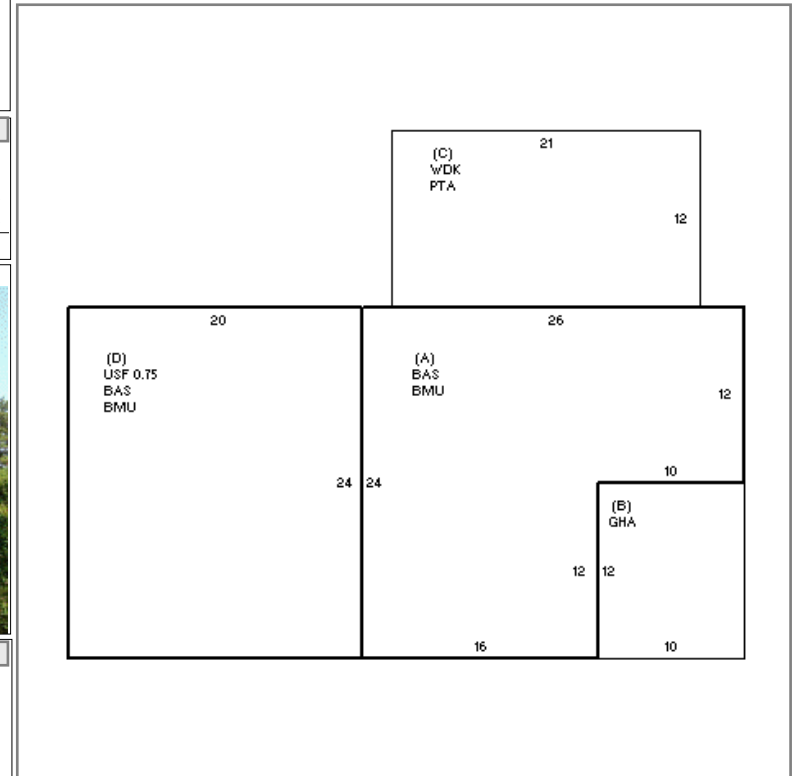 21
(C)
WDK
PTA
12
20
26
(D)
USF 0.75
BAS
BMU
(A)
BAS
BMU
12
10
24
24
(B)
GHA
12
12
16
10